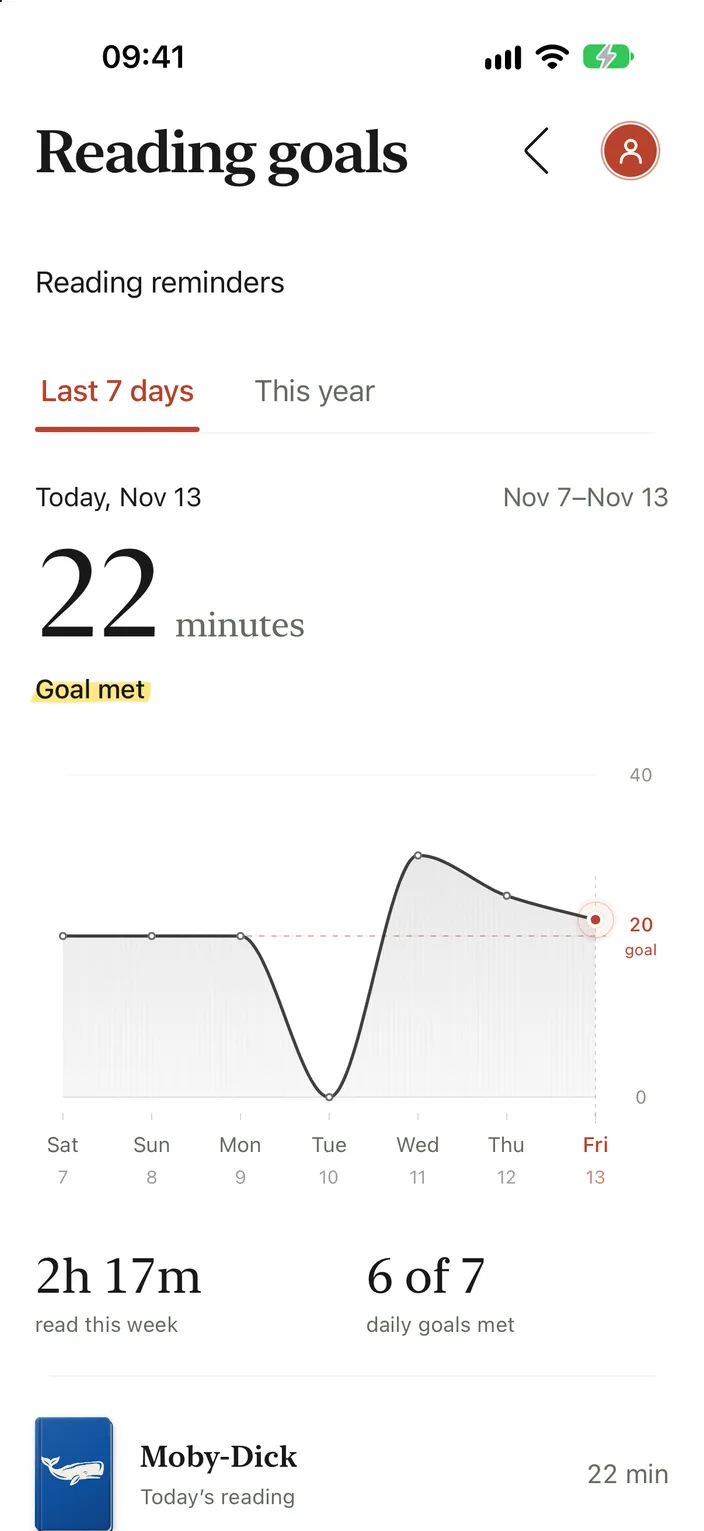 09:41
Reading goals
Reading reminders
Last 7 days This year
Today, Nov 13 Nov 7–Nov 13
22 minutes
Goal met
40
20
goal
0
Sat Sun Mon Tue Wed Thu Fri
7 8 9 10 11 12 13
2h 17m 6 of 7
read this week daily goals met
Moby-Dick
Today’s reading
22 min